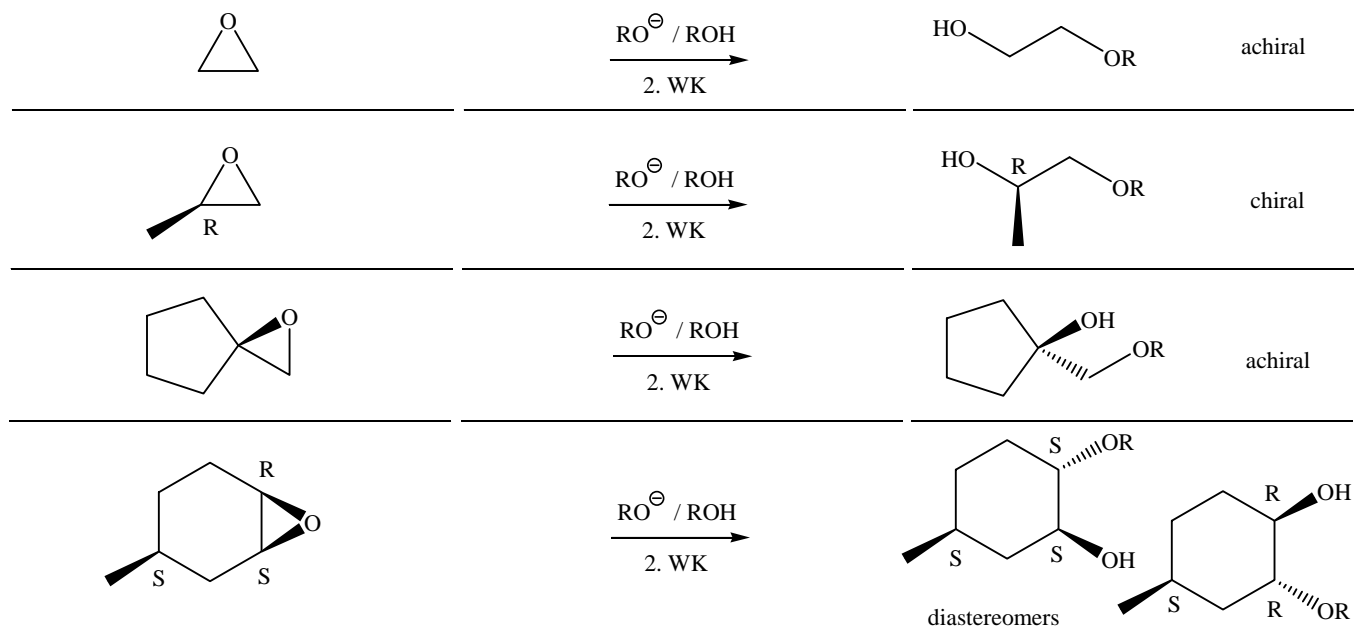 O
RO⊖ / ROH
2. WK
HO
OR
achiral
O
R
RO⊖ / ROH
2. WK
HO
R
OR
chiral
O
RO⊖ / ROH
2. WK
OH
OR
achiral
R
O
S
S
RO⊖ / ROH
2. WK
S
OR
S
S
OH
R
OH
S
R
OR
diastereomers